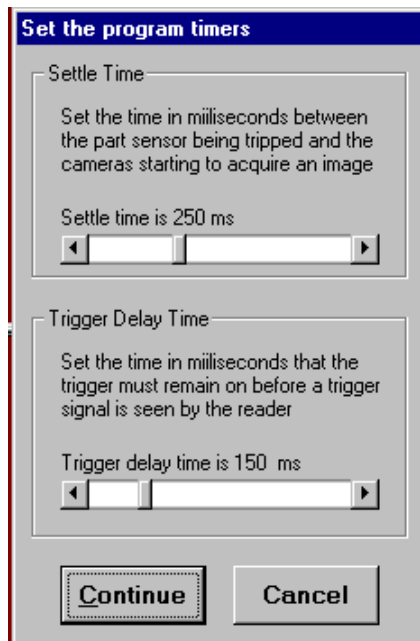 Set the program timers
Settle Time
Set the time in miiliseconds between
the part sensor being tripped and the
cameras starting to acquire an image
Settle time is 250 ms
Trigger Delay Time
Set the time in miiliseconds that the
trigger must remain on before a trigger
signal is seen by the reader
Trigger delay time is 150 ms
Continue
Cancel